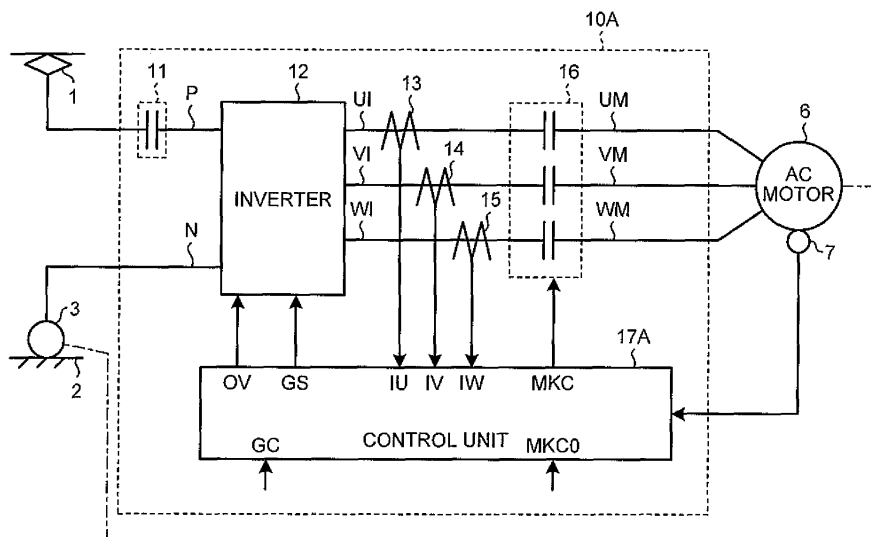 10A
1
11
P
12
UI
13
16
UM
6
VI
14
VM
AC
MOTOR
INVERTER
WI
15
WM
N
7
3
2
17A
OV GS IU IV IW MKC
GC CONTROL UNIT MKC0